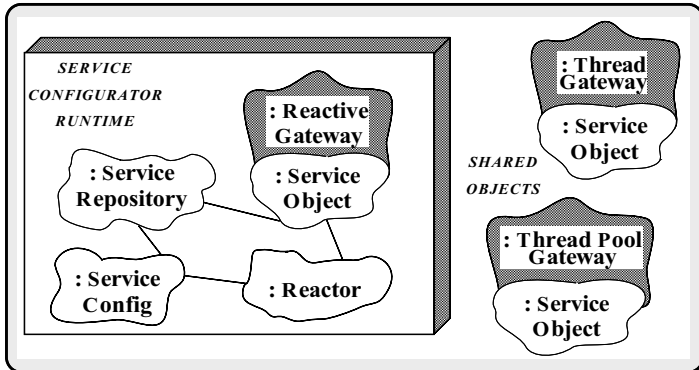 SERVICE
CONFIGURATOR
RUNTIME
: Reactive
Gateway
: Service
Object
: Service
Repository
: Service
Config
: Reactor
: Thread
Gateway
: Service
Object
SHARED
OBJECTS
: Thread Pool
Gateway
: Service
Object